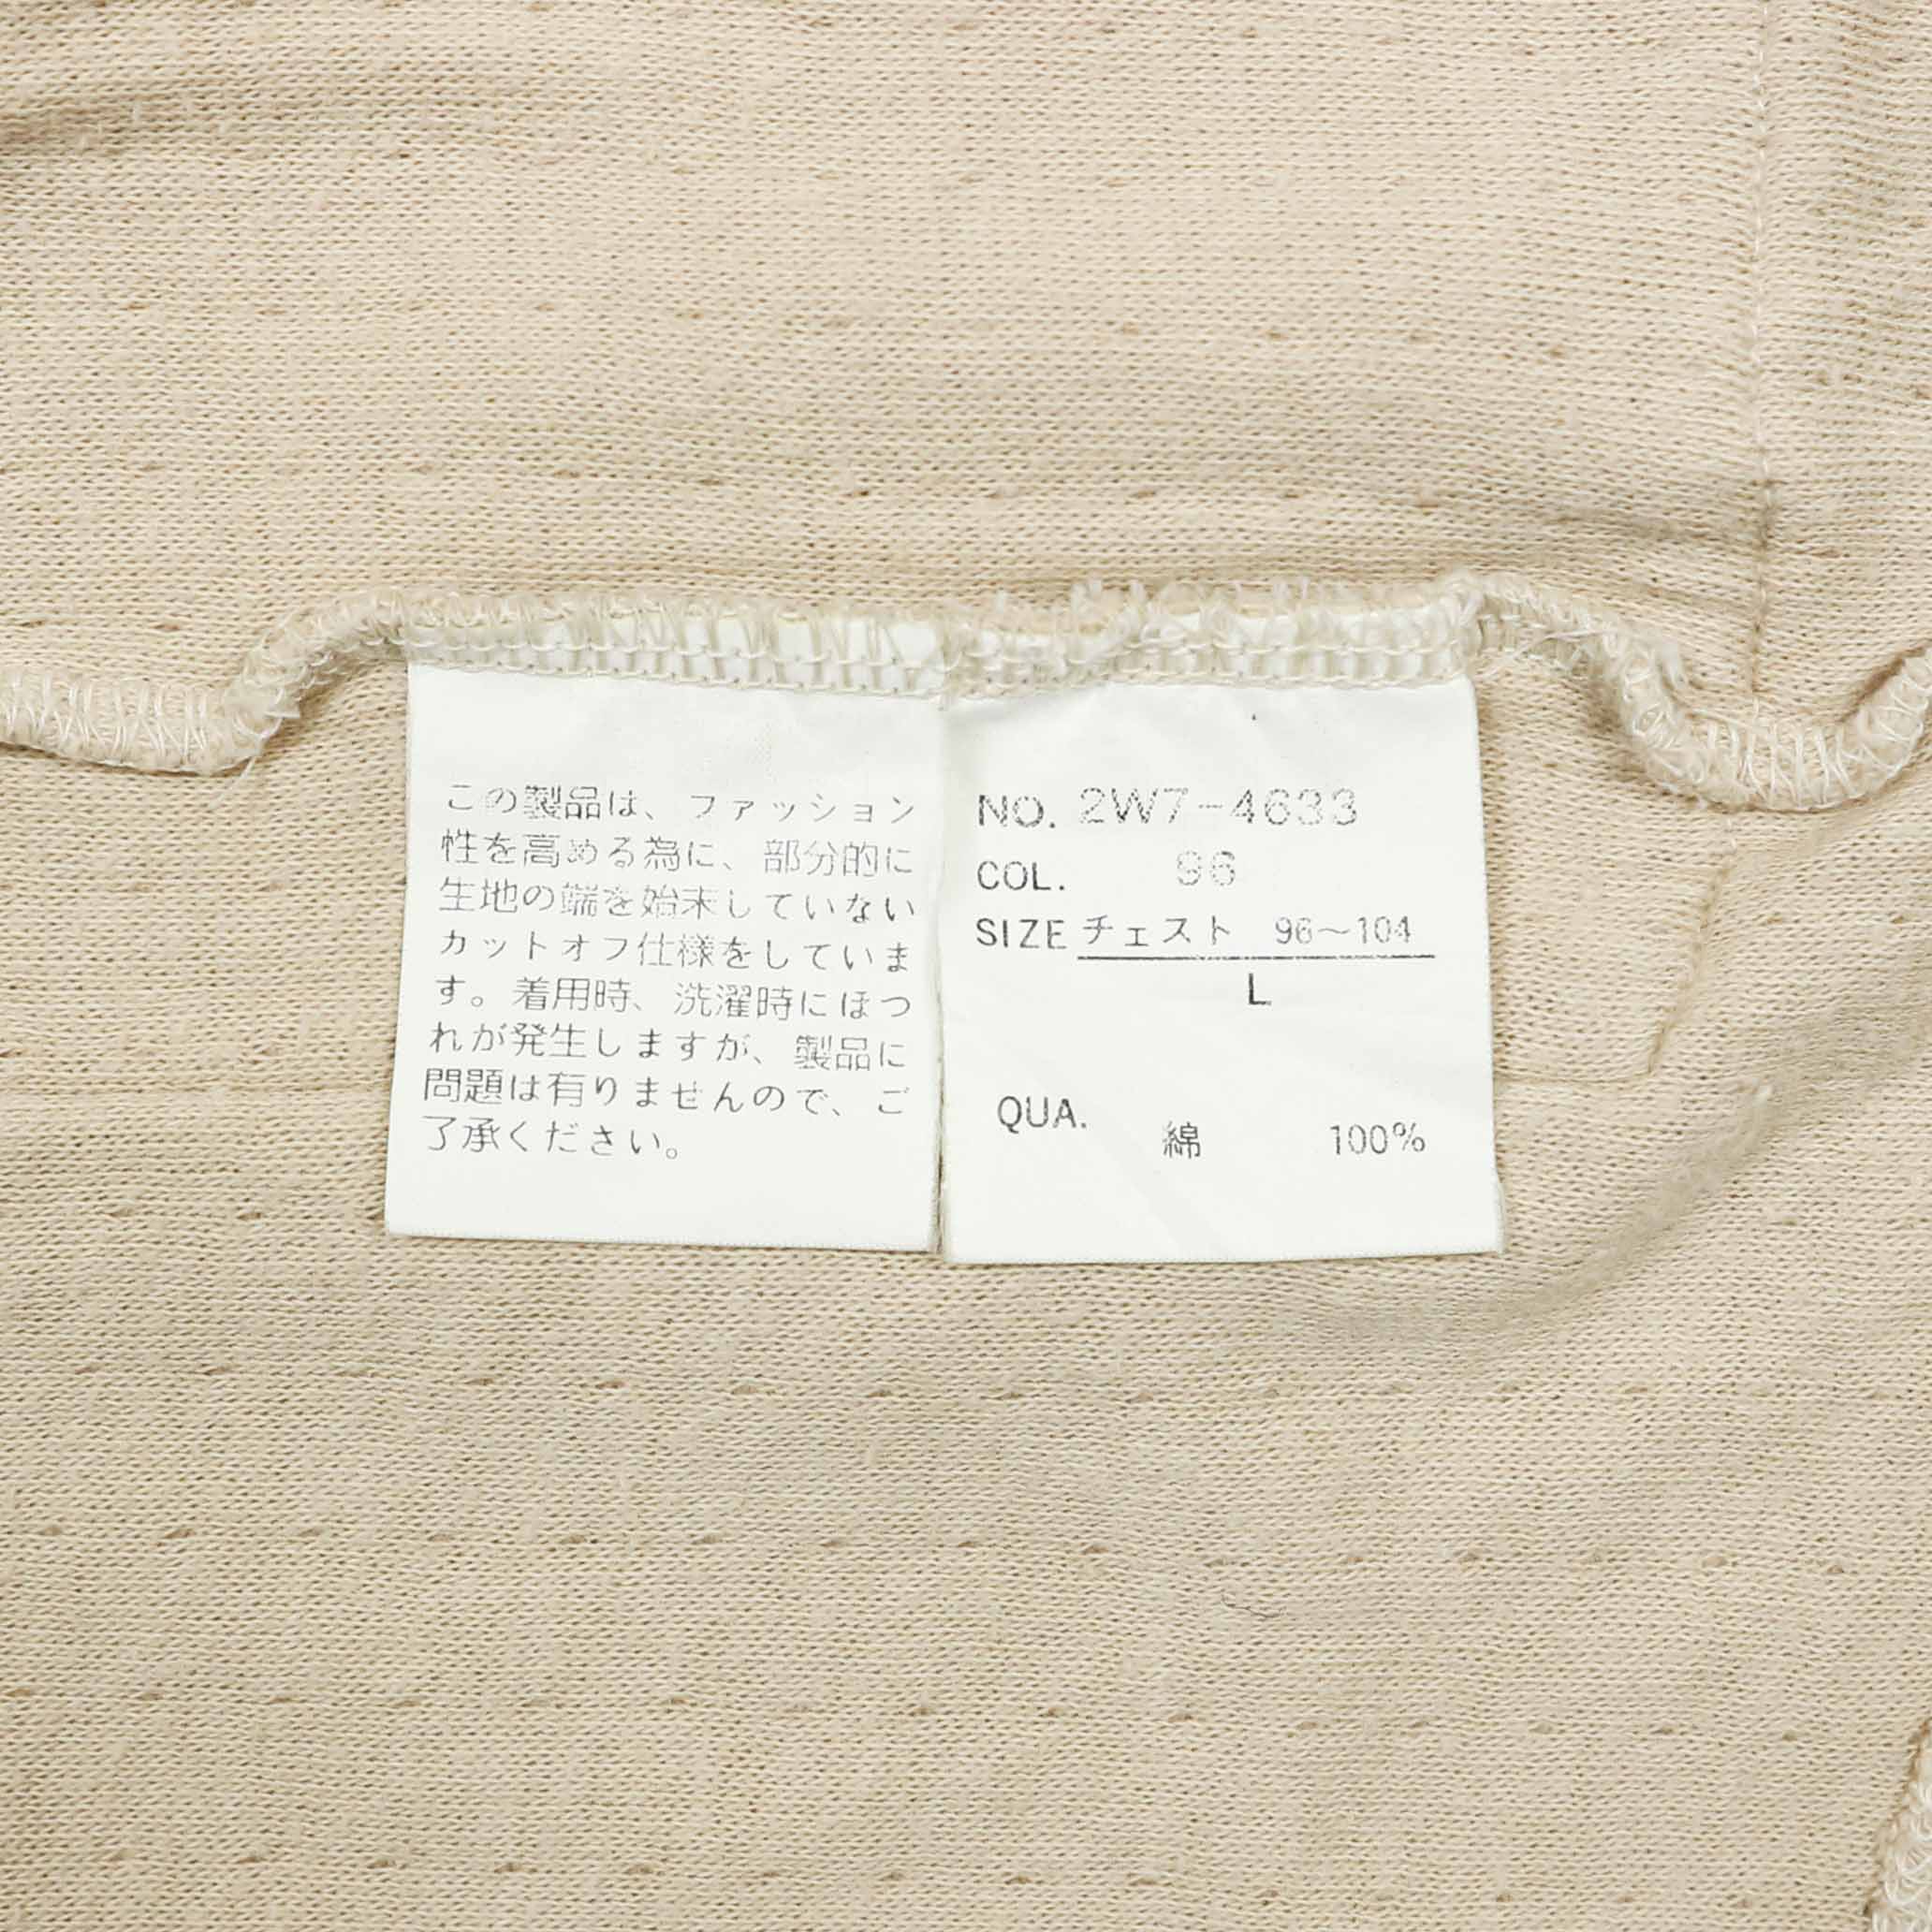 この製品は、ファッション
性を高める為に、部分的に
生地の端を始末していない
カットオフ仕様をしていま
す。着用時、洗濯時にほつ
れが発生しますが、製品に
問題は有りませんので、ご
了承ください。
NO. 2W7-4633
COL. 96
SIZE チェスト 96〜104
L
QUA.
綿 100%